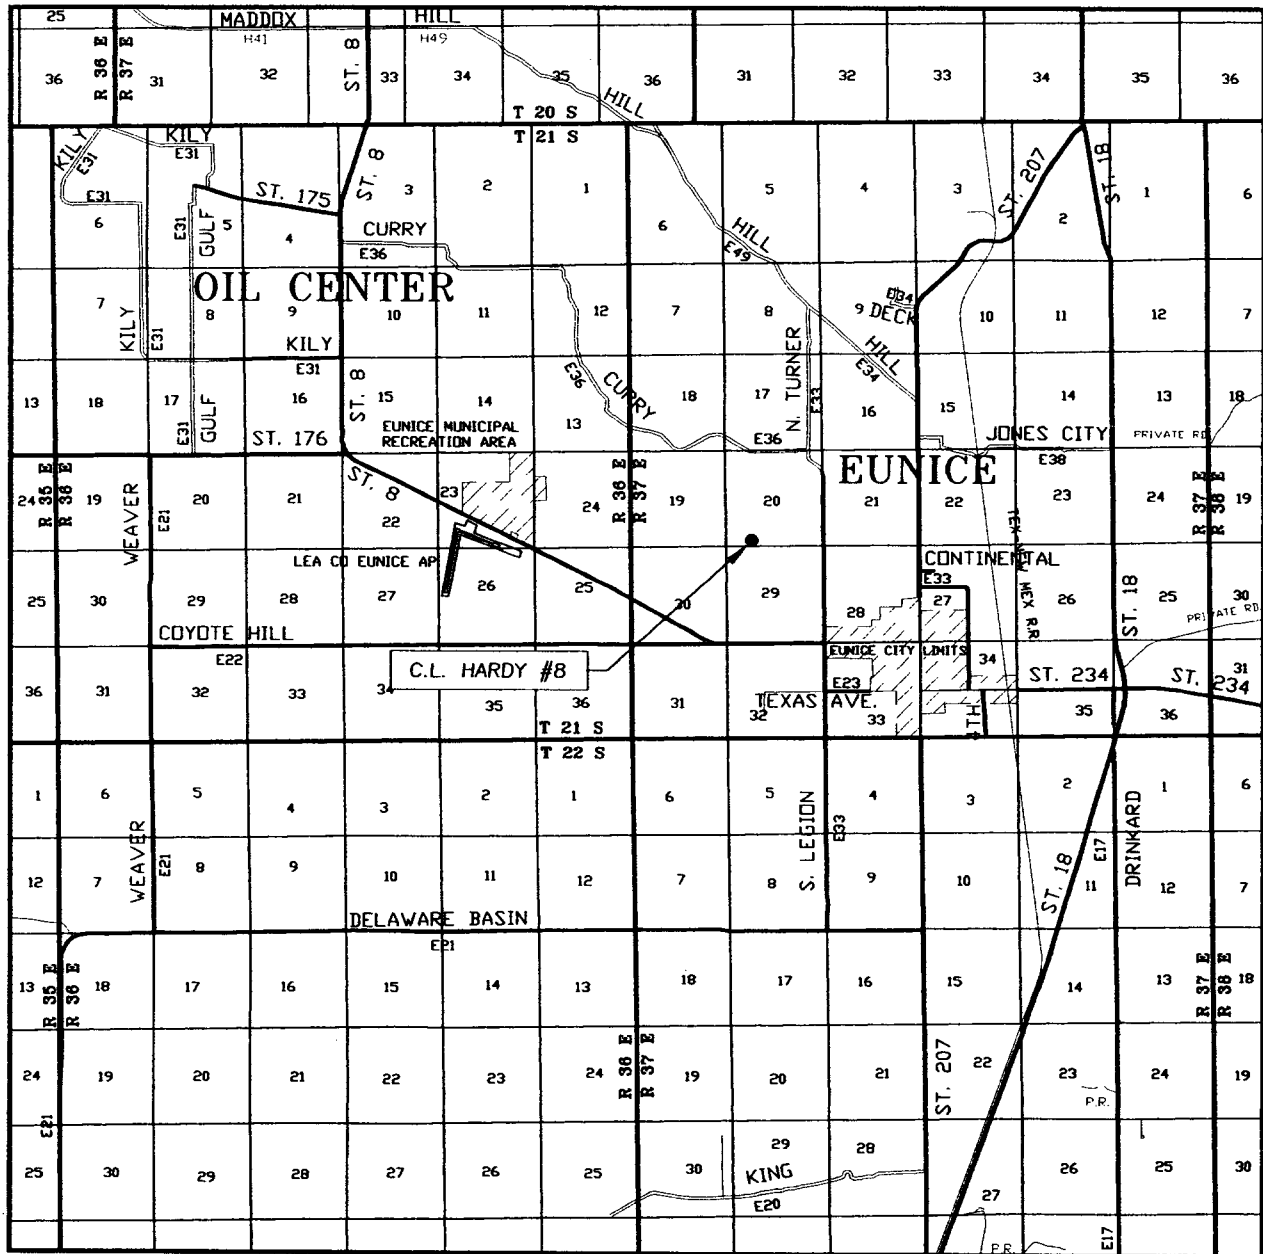 25 MADDOX HILL
H41 H49
36 R 36 E R 37 E 31 32 ST. 8 33 34 35 36 31 32 33 34 35 36
HILL
T 20 S
T 21 S
KILY KILY
E31 E31 ST. 8 ST. 207 ST. 18
ST. 175 3 2 1 5 4 3 1 6
E31
6 E31 GULF 5 4 CURRY 6 HILL 2
E36 E49
OIL CENTER
7 8 9 10 11 12 7 8 E34 9 DECK 10 11 12 7
KILY E31 KILY N. TURNER HILL
E31 ST. 8 E36 E34
13 18 17 16 15 14 CURRY 18 17 E33 16 15 14 13 18
E31 GULF ST. 176 EUNICE MUNICIPAL 13 E36 JONES CITY PRIVATE RD.
RECREATION AREA E38
EUNICE
24 R 35 E R 36 E 19 WEAVER E21 20 21 ST. 8 22 23 24 R 36 E R 37 E 19 20 21 22 23 24 R 37 E R 38 E 19
TEX-NEW MEX R.R.
LEA CO EUNICE AP CONTINENTAL
E33
25 30 29 28 27 26 25 30 29 28 27 26 ST. 18 25 30
PRIVATE RD.
COYOTE HILL
E22 EUNICE CITY LIMITS
C.L. HARDY #8 E23 34 ST. 234 ST. 234 31
36 31 32 33 34 35 36 31 32 TEXAS AVE. 33 4TH 35 36
T 21 S
T 22 S
1 6 5 4 3 2 1 6 5 4 3 2 1 6
WEAVER E21 S. LEGION E33 E17 DRINKARD
12 7 8 9 10 11 12 7 8 9 10 ST. 18 11 12 7
DELAWARE BASIN
E21
13 R 35 E R 36 E 18 17 16 15 14 13 18 17 16 15 14 13 R 37 E R 38 E 18
24 19 20 21 22 23 24 R 36 E R 37 E 19 20 21 ST. 207 22 23 24 19
P.R.
E21
25 30 29 28 27 26 25 30 29 28 26 25 30
KING
E20 27
P.R. E17